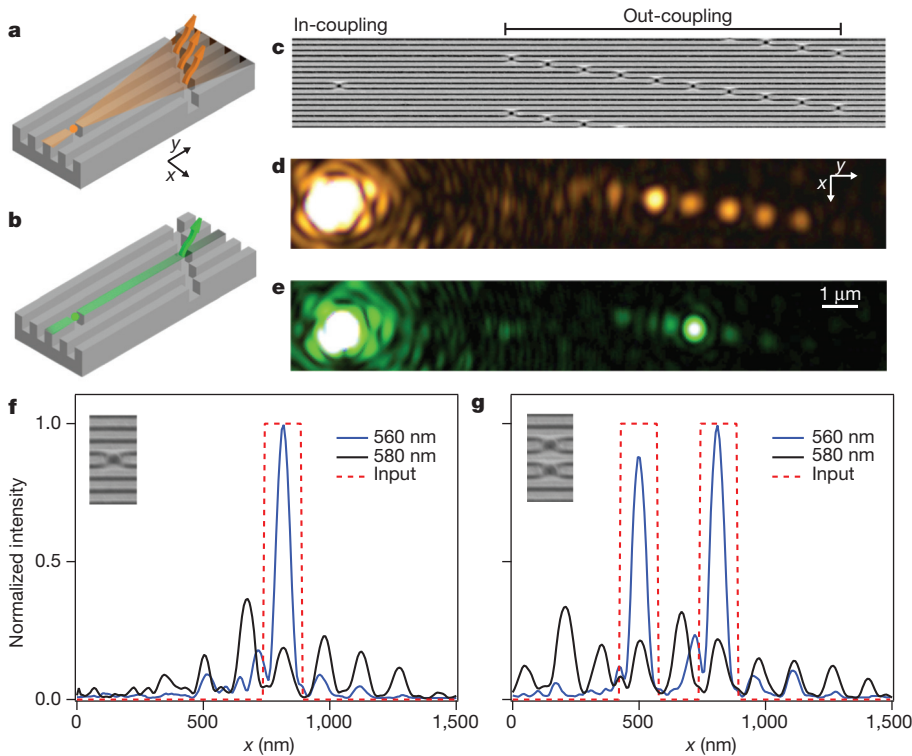 a
In-coupling
Out-coupling
c
y
x
d
y
x
b
e
1 μm
f
1.0
0.5
0.0
Normalized intensity
560 nm
580 nm
Input
0
500
1,000
1,500
x (nm)
g
560 nm
580 nm
Input
0
500
1,000
1,500
x (nm)